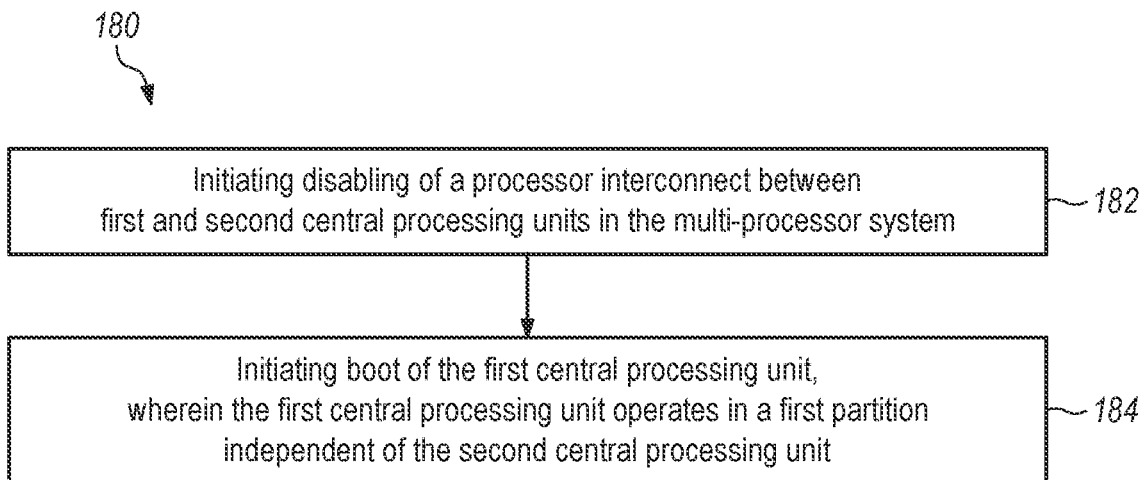 180
Initiating disabling of a processor interconnect between
first and second central processing units in the multi-processor system
182
Initiating boot of the first central processing unit,
wherein the first central processing unit operates in a first partition
independent of the second central processing unit
184